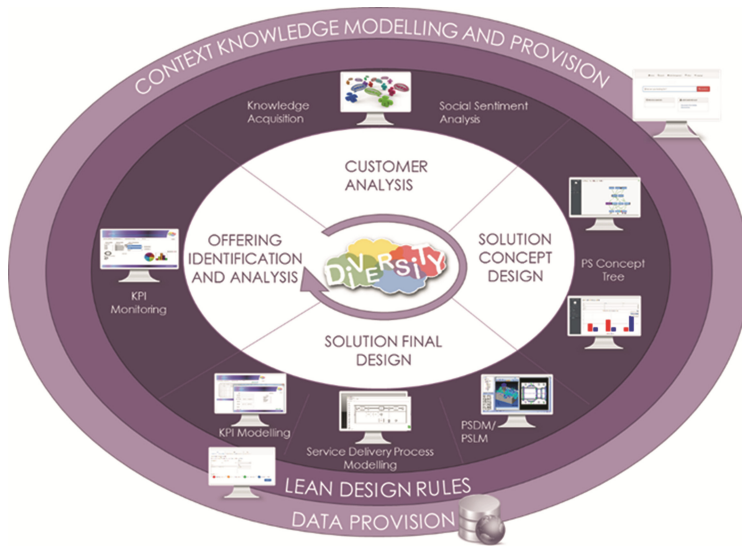 CONTEXT KNOWLEDGE MODELLING AND PROVISION
Knowledge
Acquisition
Social Sentiment
Analysis
CUSTOMER
ANALYSIS
OFFERING
IDENTIFICATION
AND ANALYSIS
DiVERSiTY
SOLUTION
CONCEPT
DESIGN
PS Concept
Tree
KPI
Monitoring
SOLUTION FINAL
DESIGN
KPI Modelling
Service Delivery Process
Modelling
PSDM/
PSLM
LEAN DESIGN RULES
DATA PROVISION